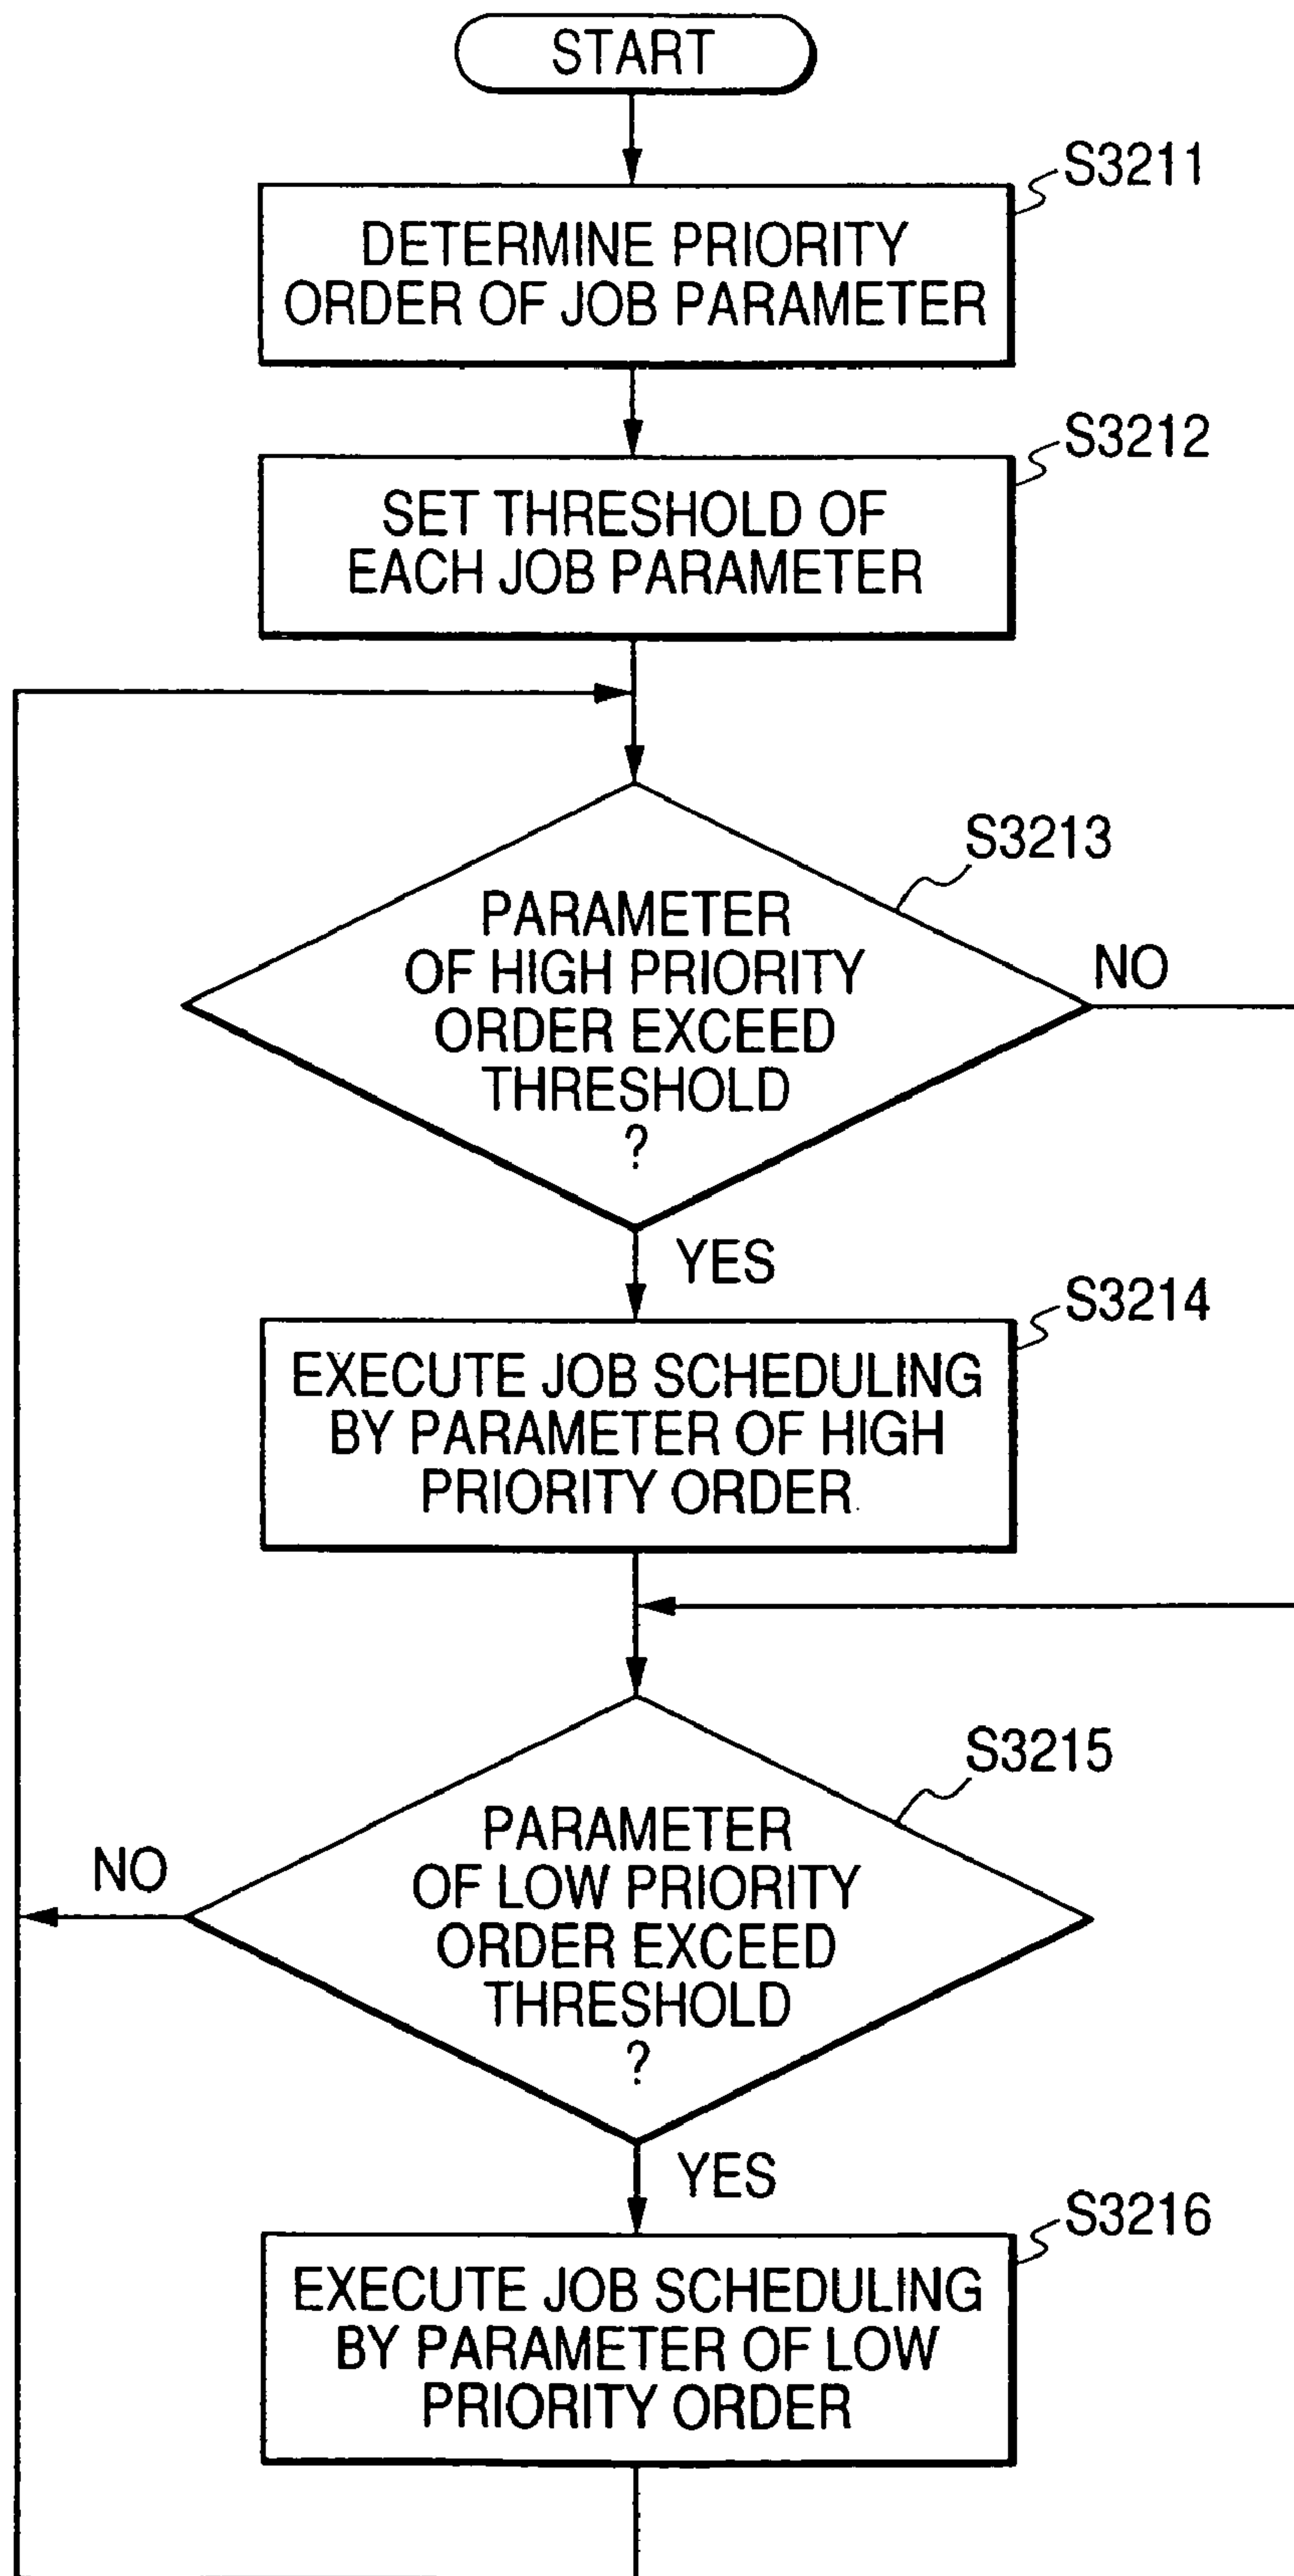 START
S3211
DETERMINE PRIORITY
ORDER OF JOB PARAMETER
S3212
SET THRESHOLD OF
EACH JOB PARAMETER
S3213
PARAMETER
OF HIGH PRIORITY
ORDER EXCEED
THRESHOLD
?
NO
YES
S3214
EXECUTE JOB SCHEDULING
BY PARAMETER OF HIGH
PRIORITY ORDER
S3215
PARAMETER
OF LOW PRIORITY
ORDER EXCEED
THRESHOLD
?
NO
YES
S3216
EXECUTE JOB SCHEDULING
BY PARAMETER OF LOW
PRIORITY ORDER